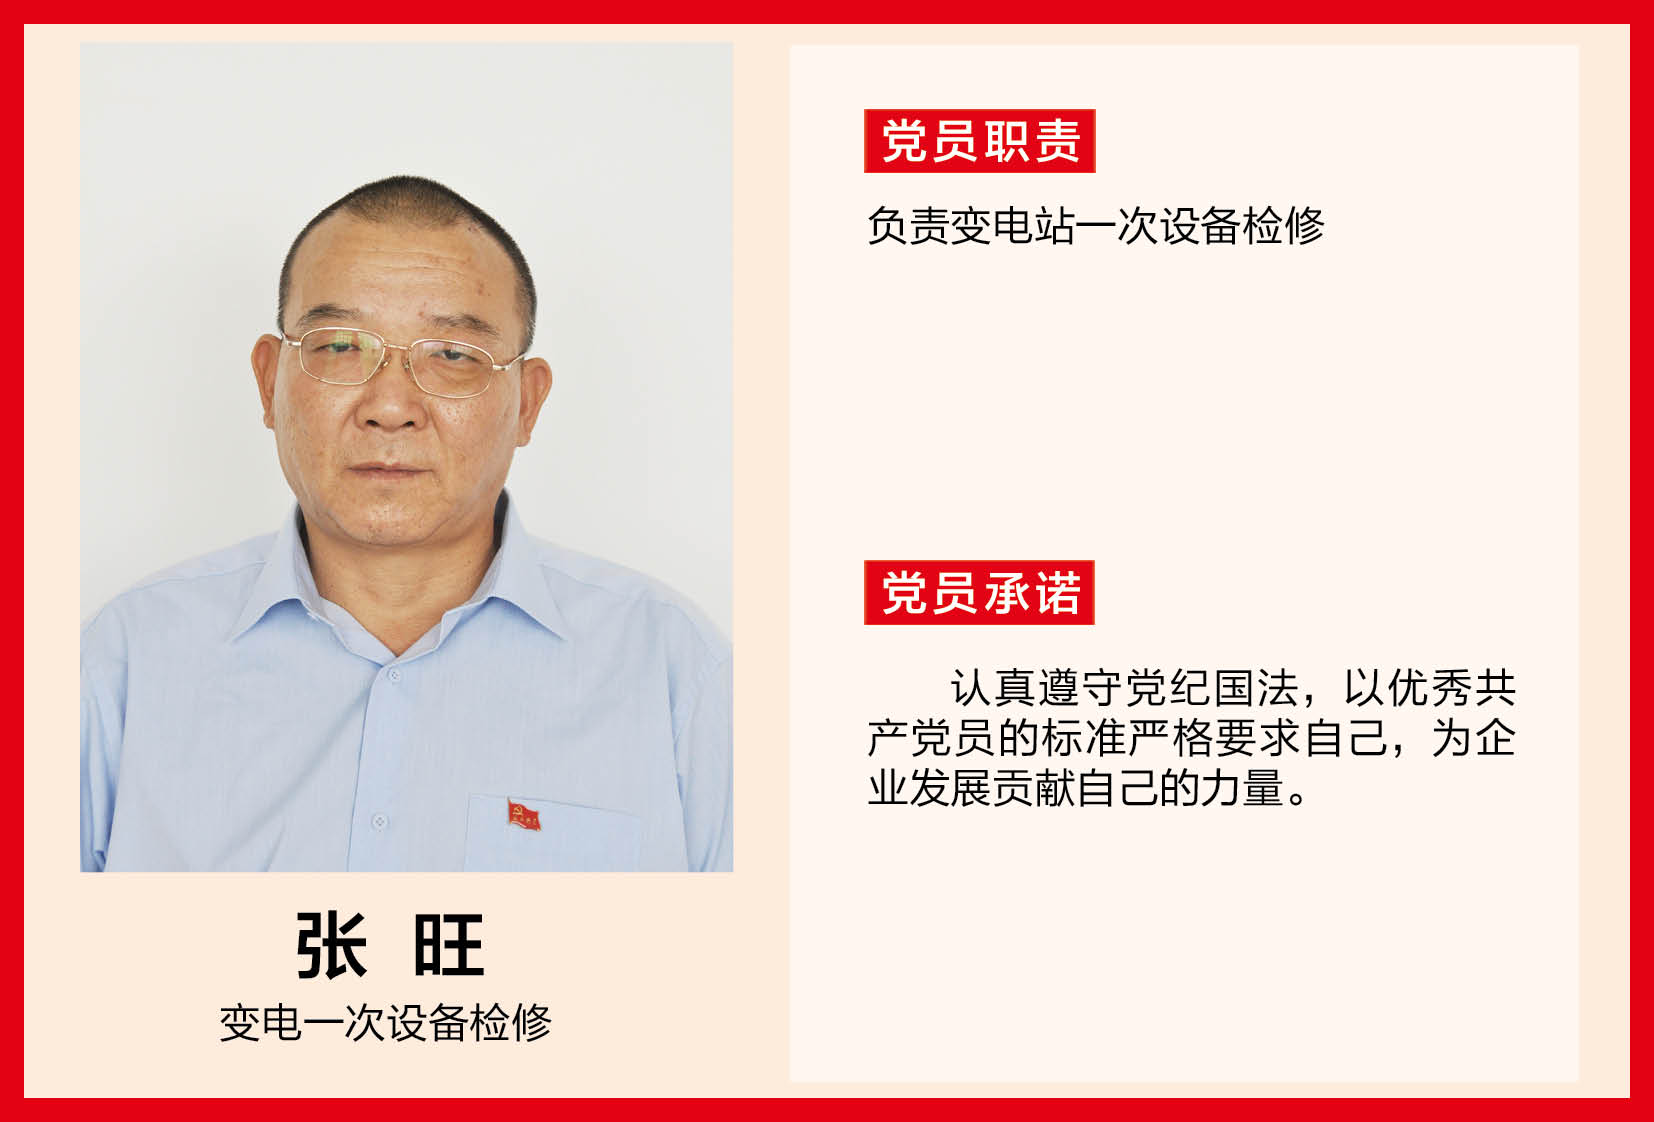 张 旺
变电一次设备检修
党员职责
负责变电站一次设备检修
党员承诺
认真遵守党纪国法，以优秀共
产党员的标准严格要求自己，为企
业发展贡献自己的力量。